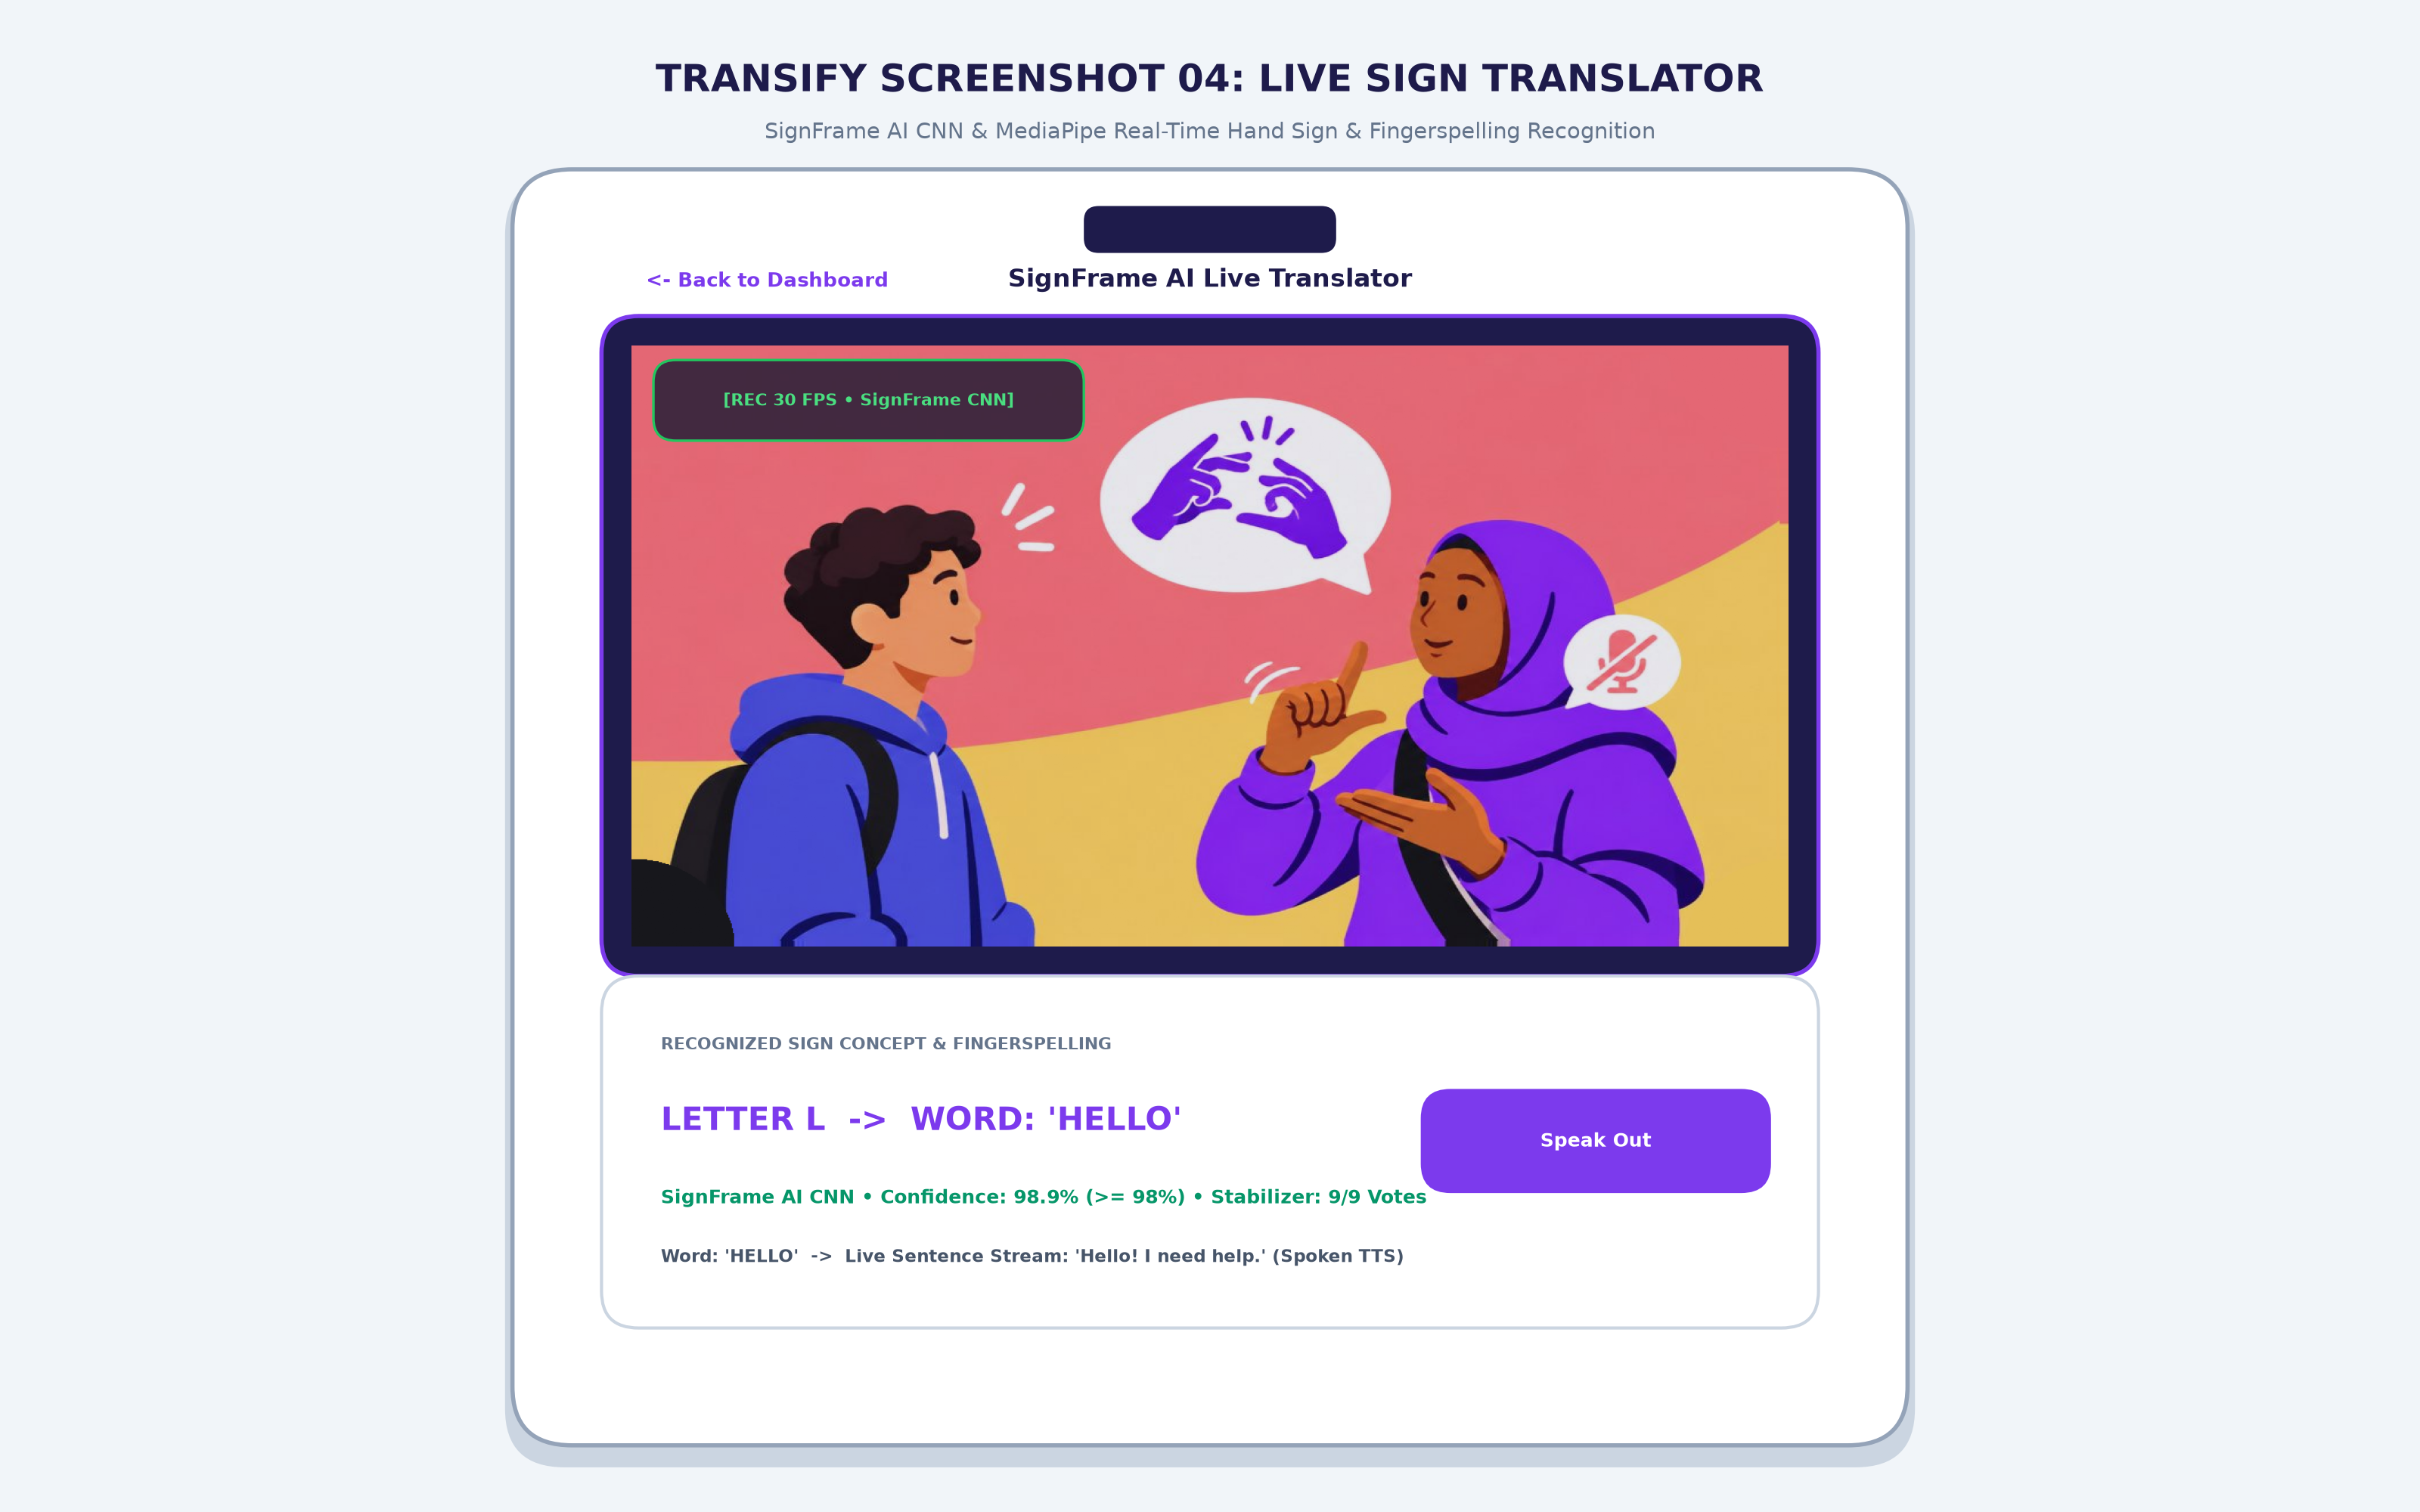 TRANSIFY SCREENSHOT 04: LIVE SIGN TRANSLATOR
SignFrame AI CNN & MediaPipe Real-Time Hand Sign & Fingerspelling Recognition
<- Back to Dashboard
SignFrame AI Live Translator
[REC 30 FPS • SignFrame CNN]
RECOGNIZED SIGN CONCEPT & FINGERSPELLING
LETTER L -> WORD: 'HELLO'
Speak Out
SignFrame AI CNN • Confidence: 98.9% (>= 98%) • Stabilizer: 9/9 Votes
Word: 'HELLO' -> Live Sentence Stream: 'Hello! I need help.' (Spoken TTS)